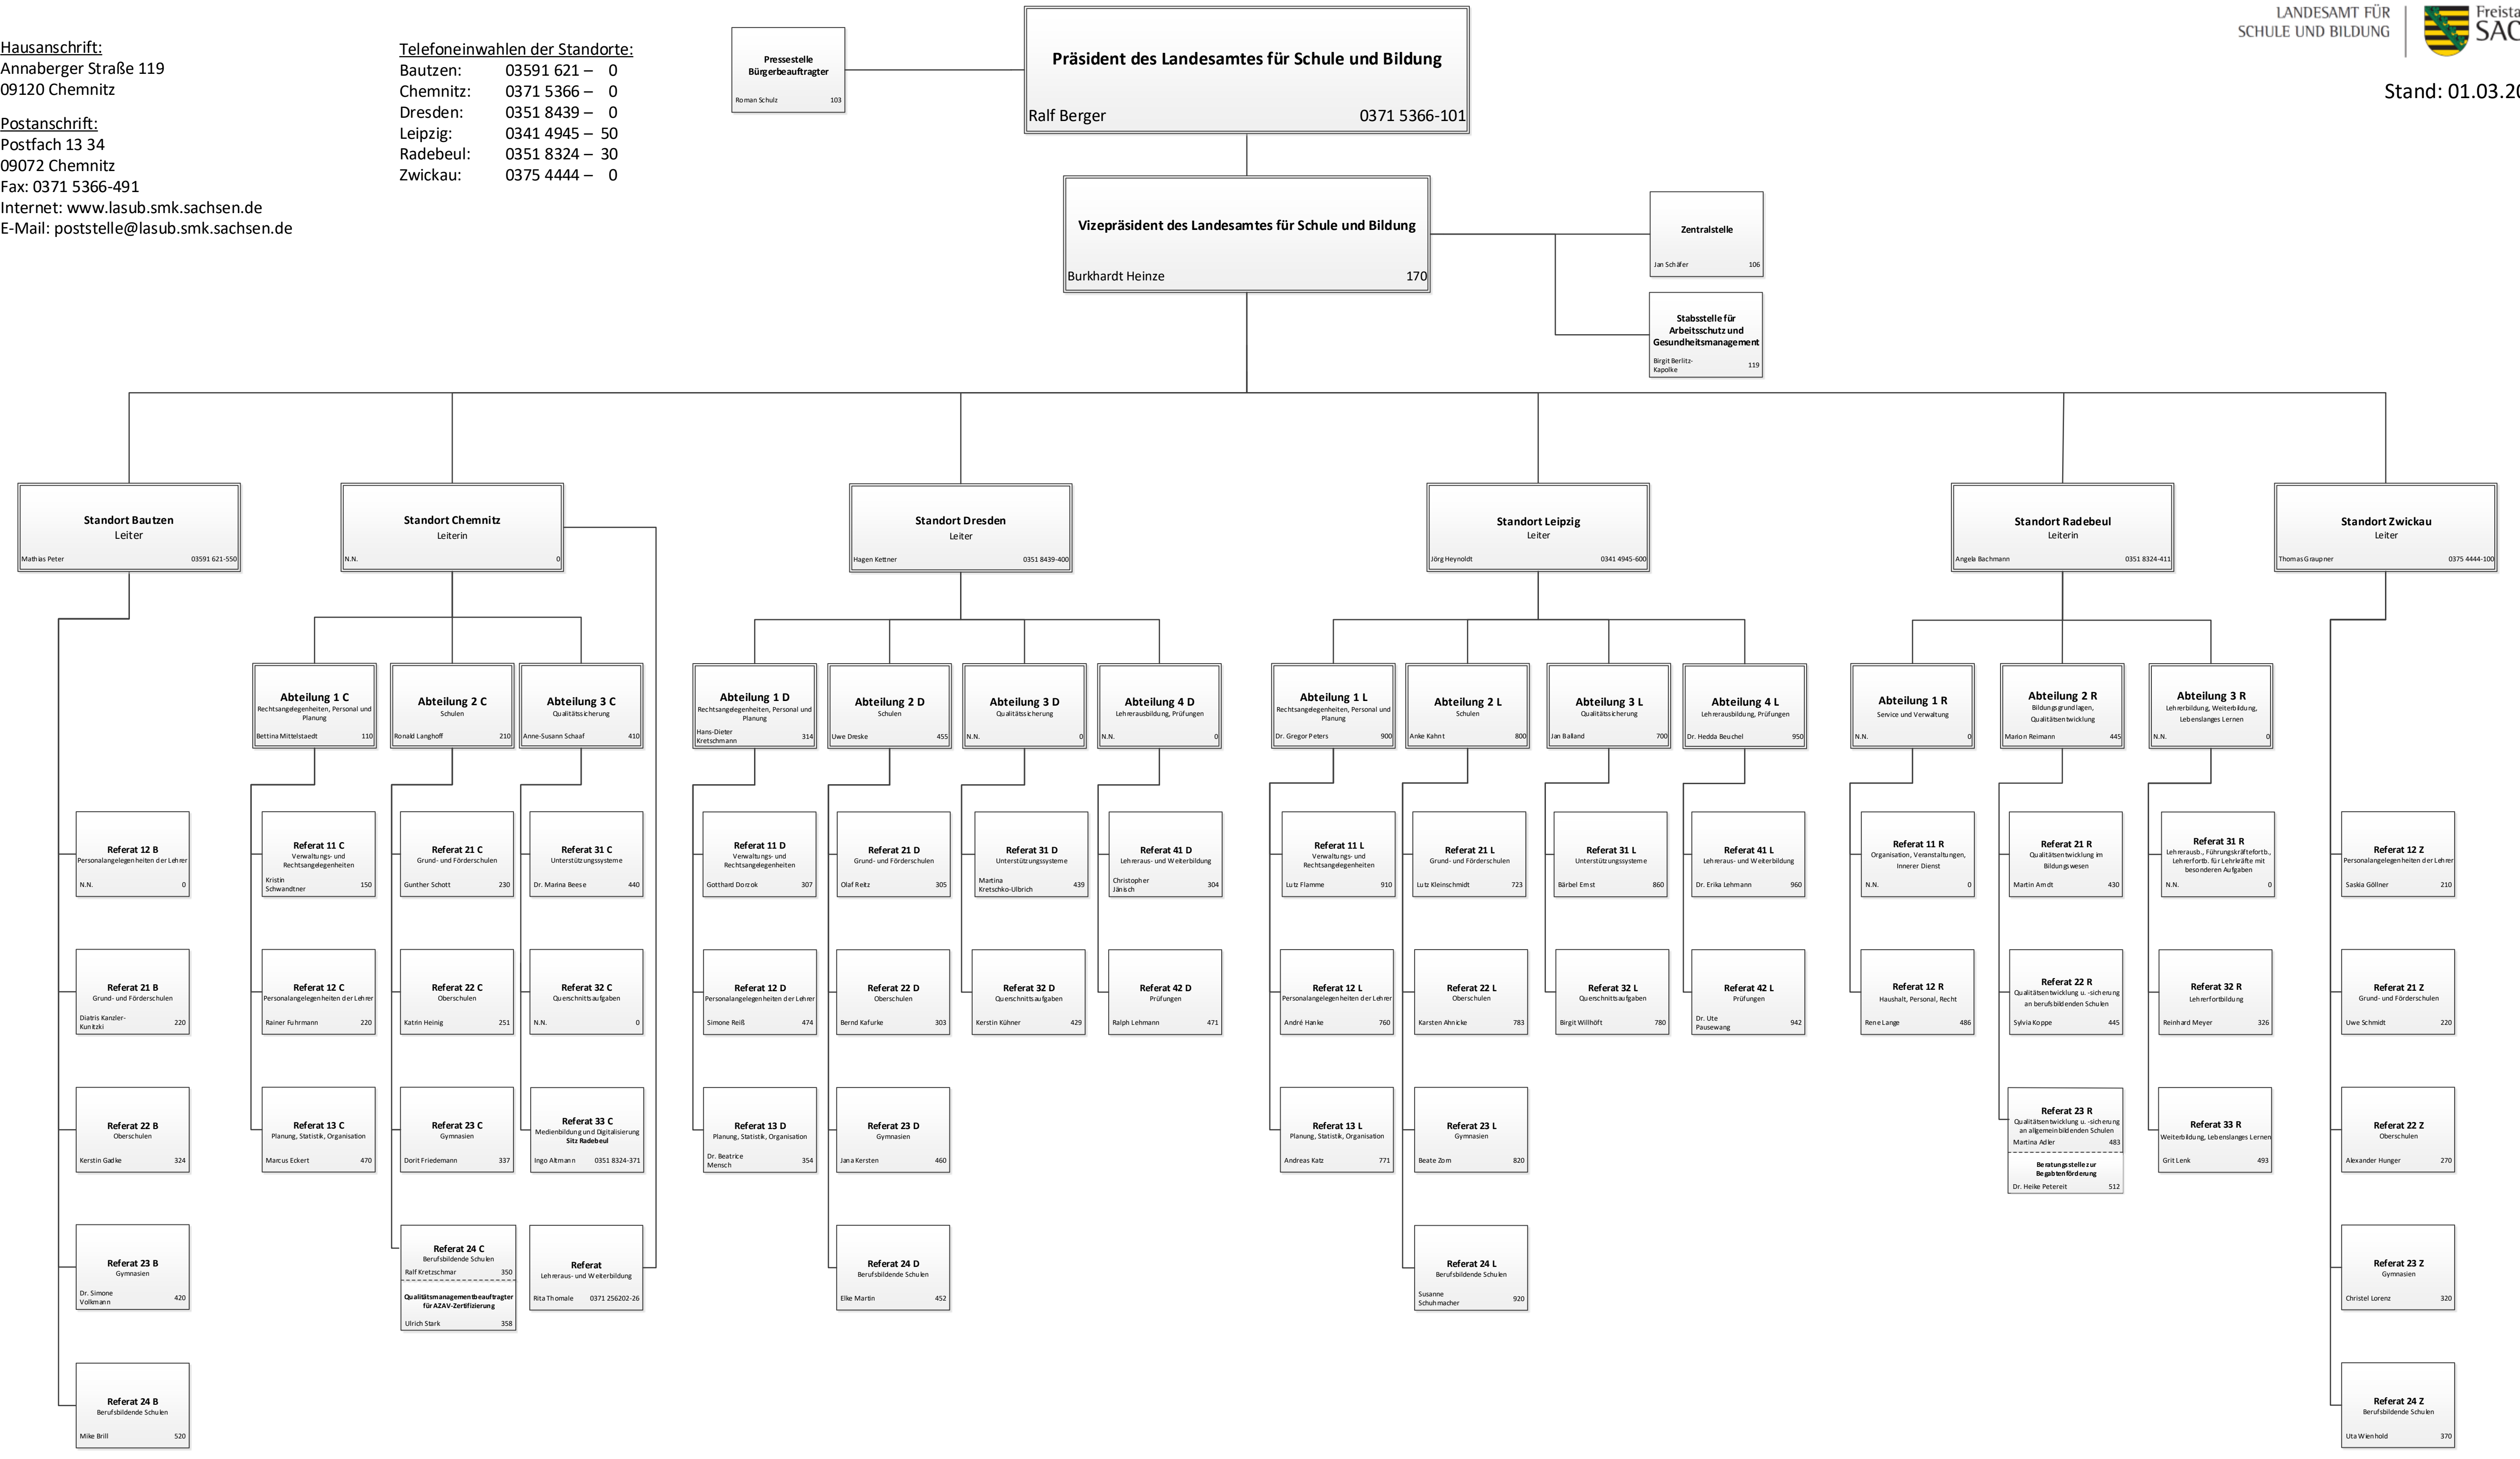 Hausanschrift:
Annaberger Straße 119
09120 Chemnitz
Postanschrift:
Postfach 13 34
09072 Chemnitz
Fax: 0371 5366-491
Internet: www.lasub.smk.sachsen.de
E-Mail: poststelle@lasub.smk.sachsen.de
Telefoneinwahlen der Standorte:
Bautzen: 03591 621 – 0
Chemnitz: 0371 5366 – 0
Dresden: 0351 8439 – 0
Leipzig: 0341 4945 – 50
Radebeul: 0351 8324 – 30
Zwickau: 0375 4444 – 0
Pressestelle
Bürgerbeauftragter
Roman Schulz 103
Präsident des Landesamtes für Schule und Bildung
Ralf Berger 0371 5366-101
LANDESAMT FÜR
SCHULE UND BILDUNG
Stand: 01.03.20
Vizepräsident des Landesamtes für Schule und Bildung
Burkhardt Heinze 170
Zentralstelle
Jan Schäfer 106
Stabsstelle für
Arbeitsschutz und
Gesundheitsmanagement
Birgit Berlitz-
Kapolke 119
Standort Bautzen
Leiter
Mathias Peter 03591 621-550
Standort Chemnitz
Leiterin
N.N. 0
Standort Dresden
Leiter
Hagen Kettner 0351 8439-400
Standort Leipzig
Leiter
Jörg Heynoldt 0341 4945-600
Standort Radebeul
Leiterin
Angela Bachmann 0351 8324-411
Standort Zwickau
Leiter
Thomas Graupner 0375 4444-100
Abteilung 1 C
Rechtsangelegenheiten, Personal und
Planung
Bettina Mittelstaedt 110
Abteilung 2 C
Schulen
Ronald Langhoff 210
Abteilung 3 C
Qualitätssicherung
Anne-Susann Schaaf 410
Abteilung 1 D
Rechtsangelegenheiten, Personal und
Planung
Hans-Dieter
Kretschmann 314
Abteilung 2 D
Schulen
Uwe Dreske 455
Abteilung 3 D
Qualitätssicherung
N.N. 0
Abteilung 4 D
Lehrerausbildung, Prüfungen
N.N. 0
Abteilung 1 L
Rechtsangelegenheiten, Personal und
Planung
Dr. Gregor Peters 900
Abteilung 2 L
Schulen
Anke Kahnt 800
Abteilung 3 L
Qualitätssicherung
Jan Balland 700
Abteilung 4 L
Lehrerausbildung, Prüfungen
Dr. Hedda Beuchel 950
Abteilung 1 R
Service und Verwaltung
N.N. 0
Abteilung 2 R
Bildungsgrundlagen,
Qualitätsentwicklung
Marion Reimann 445
Abteilung 3 R
Lehrerbildung, Weiterbildung,
Lebenslanges Lernen
N.N. 0
Referat 12 B
Personalangelegenheiten der Lehrer
N.N. 0
Referat 11 C
Verwaltungs- und
Rechtsangelegenheiten
Kristin
Schwandtner 150
Referat 21 C
Grund- und Förderschulen
Gunther Schott 230
Referat 31 C
Unterstützungssysteme
Dr. Marina Beese 440
Referat 11 D
Verwaltungs- und
Rechtsangelegenheiten
Gotthard Dorzok 307
Referat 21 D
Grund- und Förderschulen
Olaf Reitz 305
Referat 31 D
Unterstützungssysteme
Martina
Kretschko-Ulbrich 439
Referat 41 D
Lehreraus- und Weiterbildung
Christopher
Jänisch 304
Referat 11 L
Verwaltungs- und
Rechtsangelegenheiten
Lutz Flamme 910
Referat 21 L
Grund- und Förderschulen
Lutz Kleinschmidt 723
Referat 31 L
Unterstützungssysteme
Bärbel Ernst 860
Referat 41 L
Lehreraus- und Weiterbildung
Dr. Erika Lehmann 960
Referat 11 R
Organisation, Veranstaltungen,
Innerer Dienst
N.N. 0
Referat 21 R
Qualitätsentwicklung im
Bildungswesen
Martin Arndt 430
Referat 31 R
Lehrerausb., Führungskräftefortb.,
Lehrerfortb. für Lehrkräfte mit
besonderen Aufgaben
N.N. 0
Referat 12 Z
Personalangelegenheiten der Lehrer
Saskia Göllner 210
Referat 21 B
Grund- und Förderschulen
Diatris Kanzler-
Kunitzki 220
Referat 12 C
Personalangelegenheiten der Lehrer
Rainer Fuhrmann 220
Referat 22 C
Oberschulen
Katrin Heinig 251
Referat 32 C
Querschnittsaufgaben
N.N. 0
Referat 12 D
Personalangelegenheiten der Lehrer
Simone Reiß 474
Referat 22 D
Oberschulen
Bernd Kafurke 303
Referat 32 D
Querschnittsaufgaben
Kerstin Kühner 429
Referat 42 D
Prüfungen
Ralph Lehmann 471
Referat 12 L
Personalangelegenheiten der Lehrer
André Hanke 760
Referat 22 L
Oberschulen
Karsten Ahnicke 783
Referat 32 L
Querschnittsaufgaben
Birgit Willhöft 780
Referat 42 L
Prüfungen
Dr. Ute
Pausewang 942
Referat 12 R
Haushalt, Personal, Recht
Rene Lange 486
Referat 22 R
Qualitätsentwicklung u. -sicherung
an berufsbildenden Schulen
Sylvia Koppe 445
Referat 32 R
Lehrerfortbildung
Reinhard Meyer 326
Referat 21 Z
Grund- und Förderschulen
Uwe Schmidt 220
Referat 22 B
Oberschulen
Kerstin Gadke 324
Referat 13 C
Planung, Statistik, Organisation
Marcus Eckert 470
Referat 23 C
Gymnasien
Dorit Friedemann 337
Referat 33 C
Medienbildung und Digitalisierung
Sitz Radebeul
Ingo Altmann 0351 8324-371
Referat 13 D
Planung, Statistik, Organisation
Dr. Beatrice
Mensch 354
Referat 23 D
Gymnasien
Jana Kersten 460
Referat 13 L
Planung, Statistik, Organisation
Andreas Katz 771
Referat 23 L
Gymnasien
Beate Zorn 820
Referat 23 R
Qualitätsentwicklung u. -sicherung
an allgemeinbildenden Schulen
Martina Adler 483
Beratungsstelle zur
Begabtenförderung
Dr. Heike Petereit 512
Referat 33 R
Weiterbildung, Lebenslanges Lernen
Grit Lenk 493
Referat 22 Z
Oberschulen
Alexander Hunger 270
Referat 23 B
Gymnasien
Dr. Simone
Volkmann 420
Referat 24 C
Berufsbildende Schulen
Ralf Kretzschmar 350
Qualitätsmanagementbeauftragter
für AZAV-Zertifizierung
Ulrich Stark 358
Referat
Lehreraus- und Weiterbildung
Rita Thomale 0371 256202-26
Referat 24 D
Berufsbildende Schulen
Elke Martin 452
Referat 24 L
Berufsbildende Schulen
Susanne
Schuhmacher 920
Referat 23 Z
Gymnasien
Christel Lorenz 320
Referat 24 B
Berufsbildende Schulen
Mike Brill 520
Referat 24 Z
Berufsbildende Schulen
Uta Wienhold 370